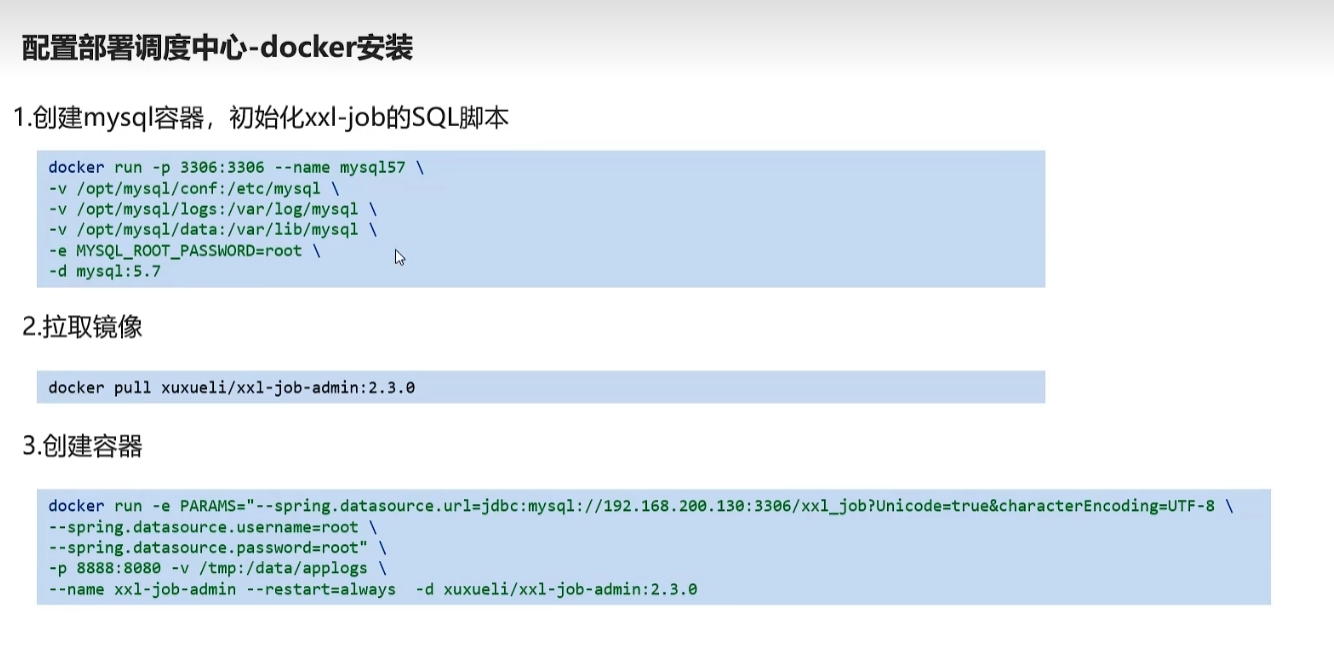 配置部署调度中心-docker安装
1.创建mysql容器，初始化xxl-job的SQL脚本
docker run -p 3306:3306 --name mysql57 \
-v /opt/mysql/conf:/etc/mysql \
-v /opt/mysql/logs:/var/log/mysql \
-v /opt/mysql/data:/var/lib/mysql \
-e MYSQL_ROOT_PASSWORD=root \
-d mysql:5.7
2.拉取镜像
docker pull xuxueli/xxl-job-admin:2.3.0
3.创建容器
docker run -e PARAMS="--spring.datasource.url=jdbc:mysql://192.168.200.130:3306/xxl_job?Unicode=true&characterEncoding=UTF-8 \
--spring.datasource.username=root \
--spring.datasource.password=root" \
-p 8888:8080 -v /tmp:/data/applogs \
--name xxl-job-admin --restart=always  -d xuxueli/xxl-job-admin:2.3.0